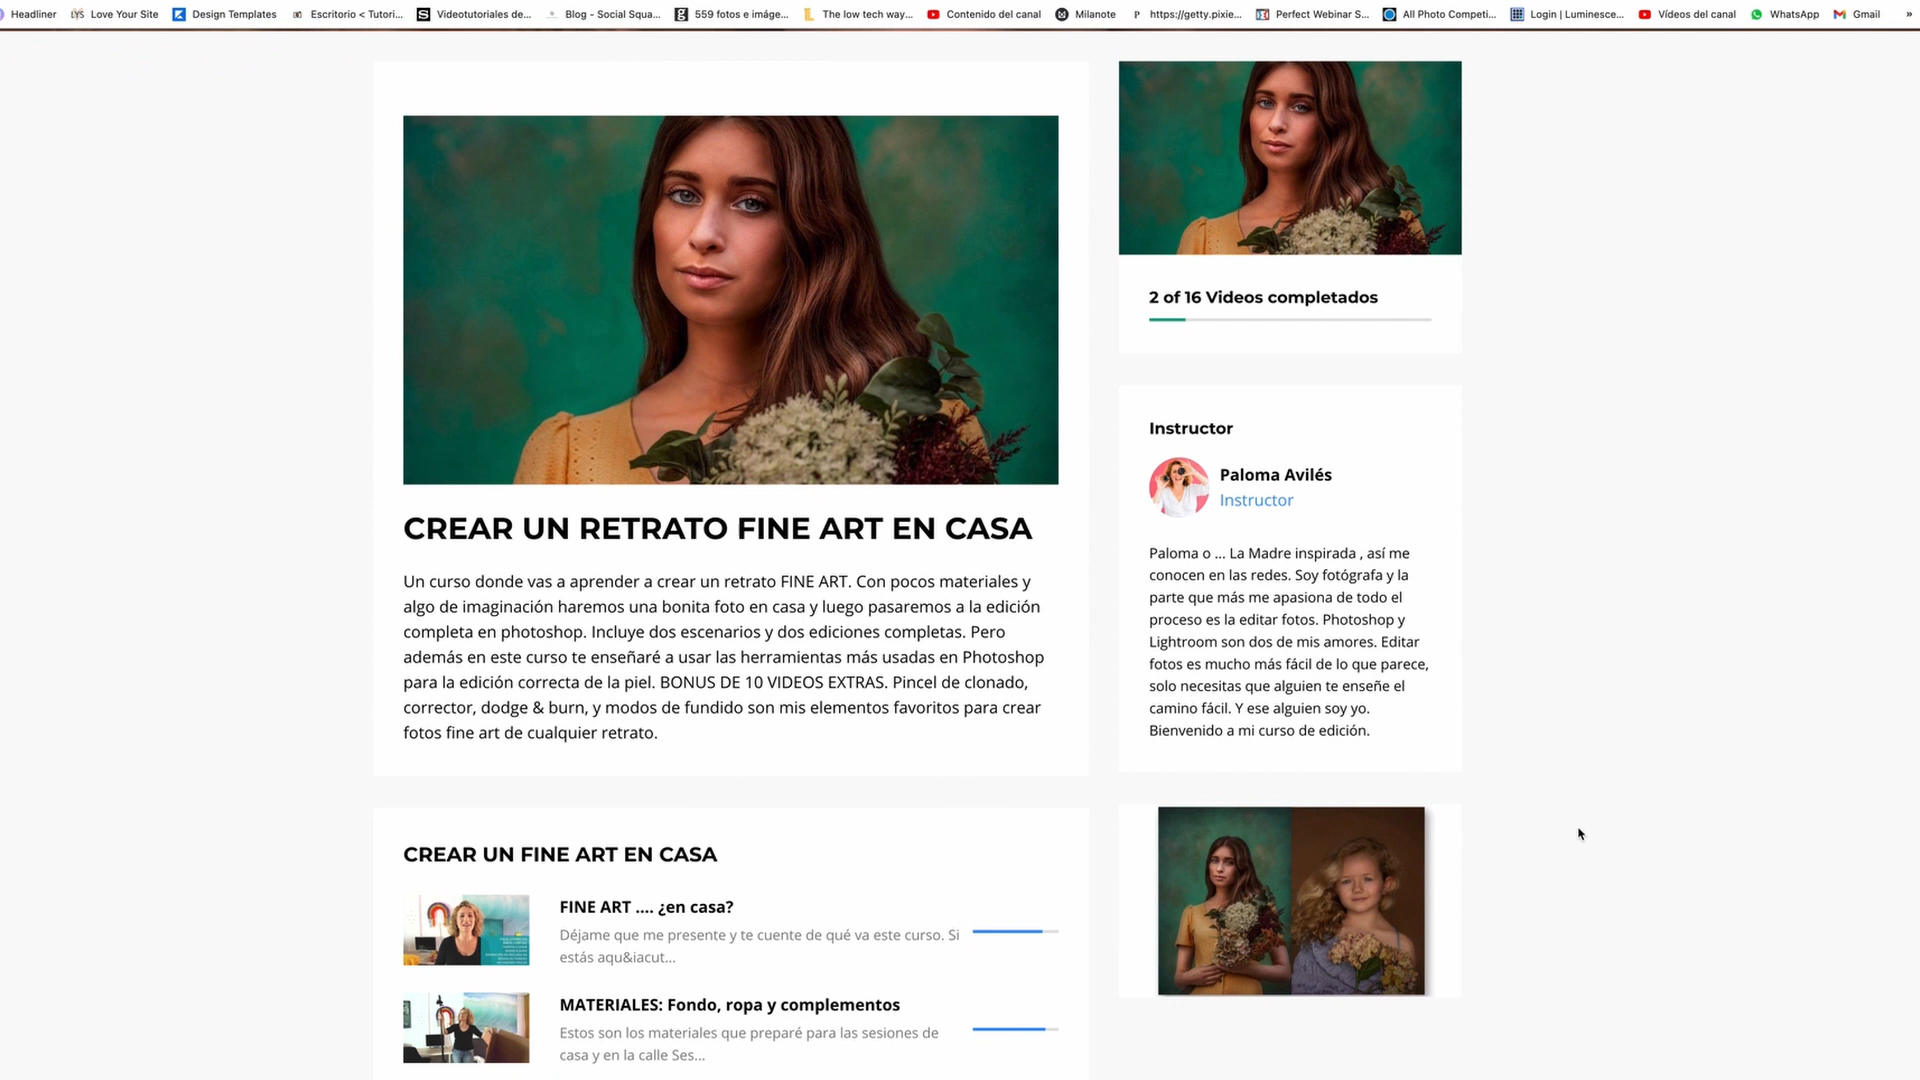 Headliner
LYS Love Your Site
Design Templates
Escritorio < Tutori...
Videotutoriales de...
Blog - Social Squa...
559 fotos e imáge...
The low tech way...
Contenido del canal
Milanote
P https://getty.pixie...
Perfect Webinar S...
All Photo Competi...
Login | Luminesce...
Vídeos del canal
WhatsApp
Gmail
»
CREAR UN RETRATO FINE ART EN CASA
Un curso donde vas a aprender a crear un retrato FINE ART. Con pocos materiales y
algo de imaginación haremos una bonita foto en casa y luego pasaremos a la edición
completa en photoshop. Incluye dos escenarios y dos ediciones completas. Pero
además en este curso te enseñaré a usar las herramientas más usadas en Photoshop
para la edición correcta de la piel. BONUS DE 10 VIDEOS EXTRAS. Pincel de clonado,
corrector, dodge & burn, y modos de fundido son mis elementos favoritos para crear
fotos fine art de cualquier retrato.
CREAR UN FINE ART EN CASA
FINE ART .... ¿en casa?
Déjame que me presente y te cuente de qué va este curso. Si
estás aqu&iacut...
MATERIALES: Fondo, ropa y complementos
Estos son los materiales que preparé para las sesiones de
casa y en la calle Ses...
2 of 16 Videos completados
Instructor
Paloma Avilés
Instructor
Paloma o ... La Madre inspirada , así me
conocen en las redes. Soy fotógrafa y la
parte que más me apasiona de todo el
proceso es la editar fotos. Photoshop y
Lightroom son dos de mis amores. Editar
fotos es mucho más fácil de lo que parece,
solo necesitas que alguien te enseñe el
camino fácil. Y ese alguien soy yo.
Bienvenido a mi curso de edición.